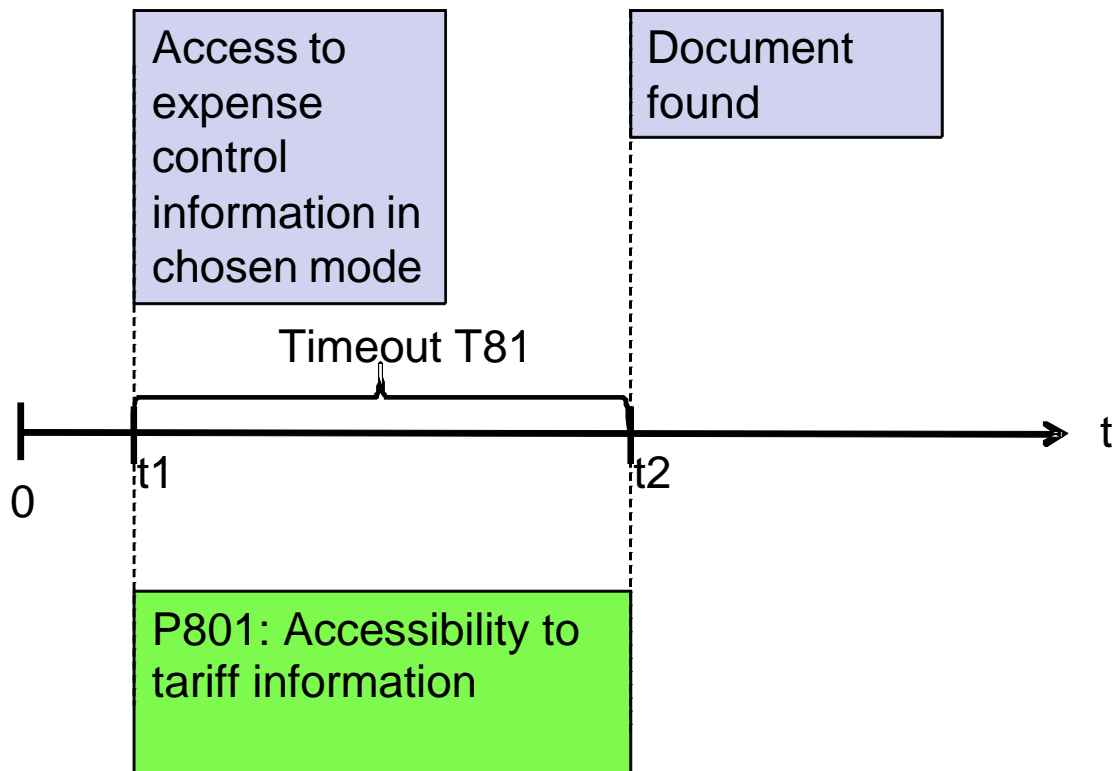 Access to
expense
control
information in
chosen mode
Document
found
Timeout T81
t
t1
t2
0
P801: Accessibility to
tariff information